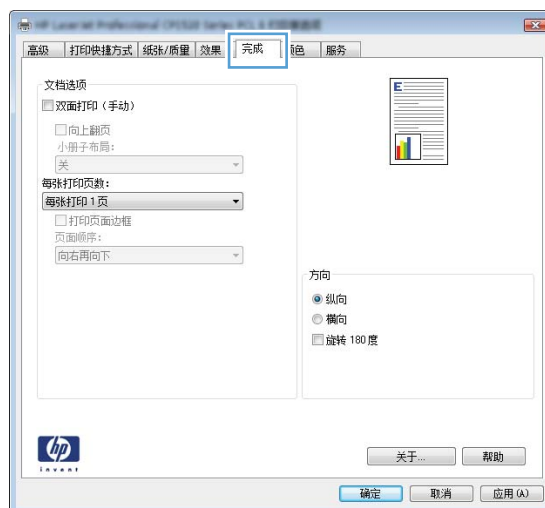 高级 打印快捷方式 纸张/质量 效果 完成 色 服务
文档选项
双面打印（手动）
向上翻页
小册子布局:
关
每张打印页数:
每张打印 1 页
打印页面边框
页面顺序:
向右再向下
E
方向
纵向
横向
旋转 180 度
hp
invent
关于... 帮助
确定 取消 应用 (A)